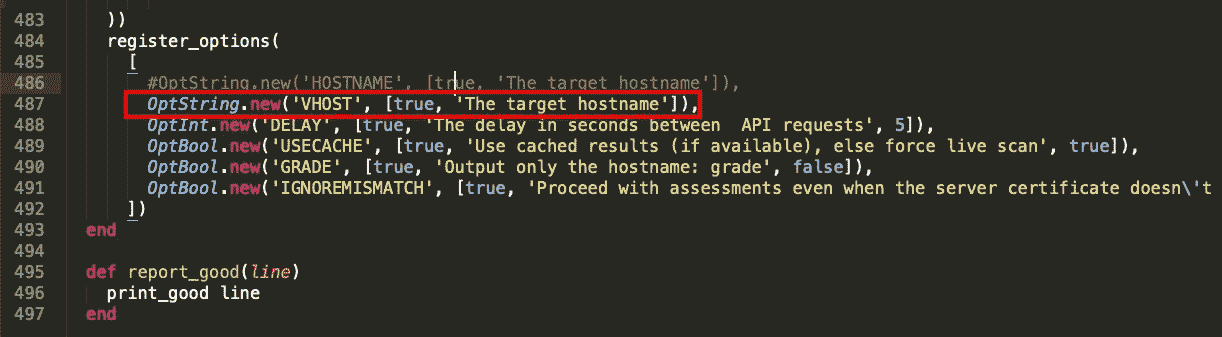 483 ))
484 register_options(
485 [
486 #OptString.new('HOSTNAME', [true, 'The target hostname']),
487 OptString.new('VHOST', [true, 'The target hostname']),
488 OptInt.new('DELAY', [true, 'The delay in seconds between  API requests', 5]),
489 OptBool.new('USECACHE', [true, 'Use cached results (if available), else force live scan', true]),
490 OptBool.new('GRADE', [true, 'Output only the hostname: grade', false]),
491 OptBool.new('IGNOREMISMATCH', [true, 'Proceed with assessments even when the server certificate doesn\'t
492 ])
493 end
494
495 def report_good(line)
496 print_good line
497 end